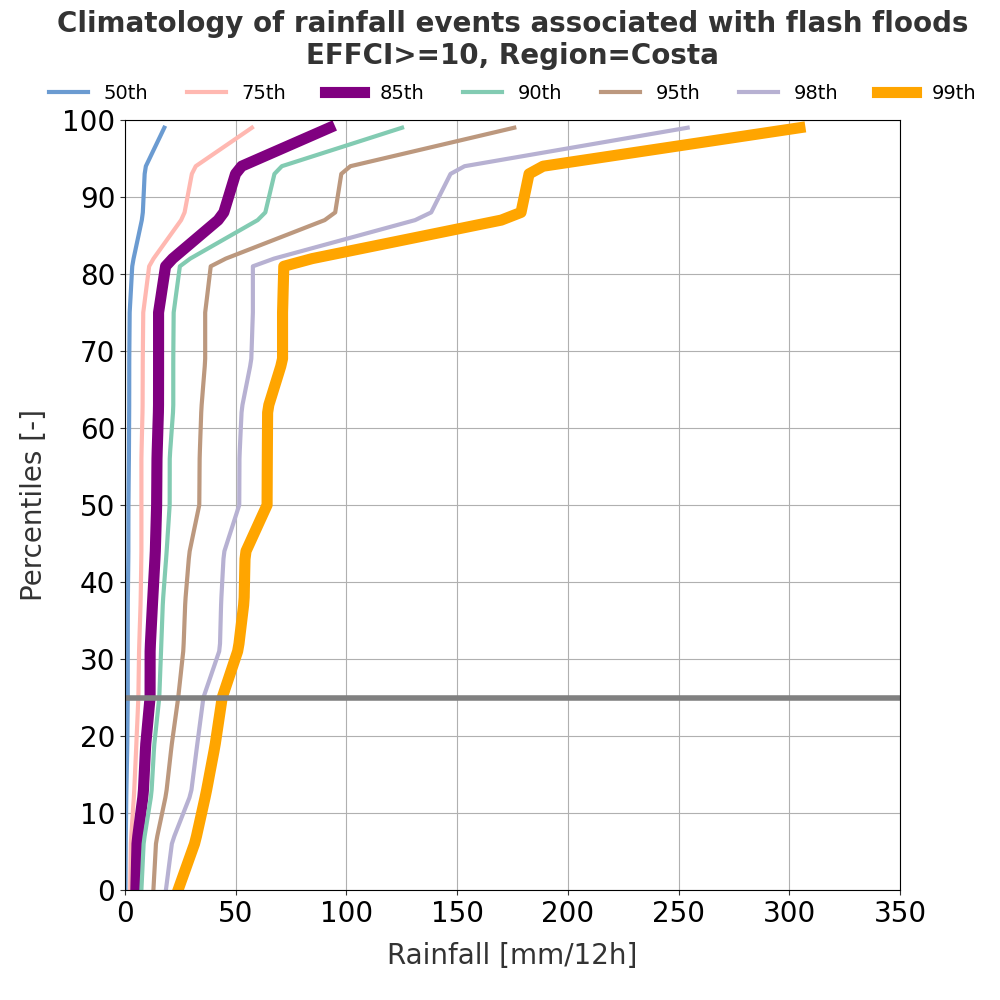 Climatology of rainfall events associated with flash floods
EFFCI>=10, Region=Costa
50th 75th 85th 90th 95th 98th 99th
100
90
80
70
60
50
40
30
20
10
0
Percentiles [-]
0 50 100 150 200 250 300 350
Rainfall [mm/12h]